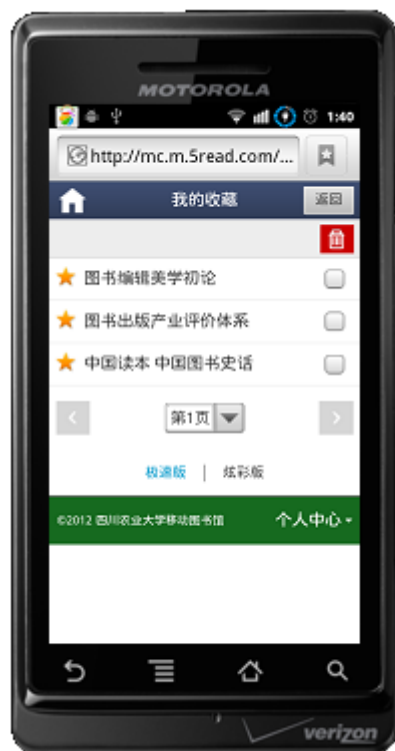 MOTOROLA
1:40
http://mc.m.5read.com/...
我的收藏 返回
图书编辑美学初论
图书出版产业评价体系
中国读本 中国图书史话
第1页
极速版 | 炫彩版
©2012 四川农业大学移动图书馆 个人中心
verizon